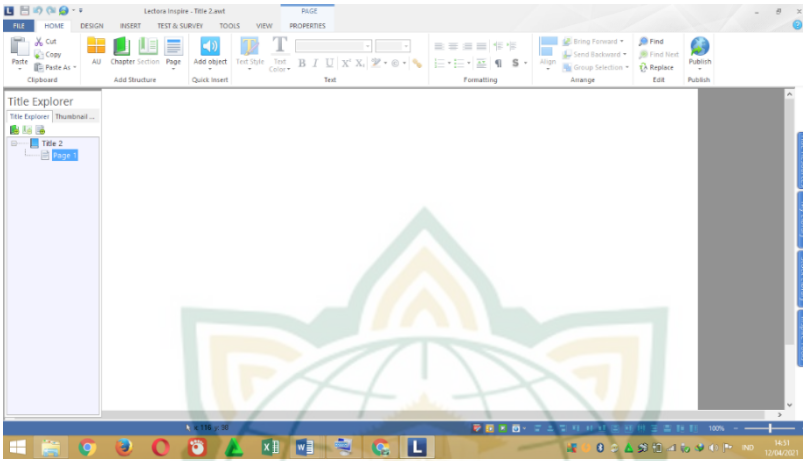 Lectora Inspire - Title 2.awt
PAGE
FILE HOME DESIGN INSERT TEST & SURVEY TOOLS VIEW PROPERTIES
Paste
Cut
Copy
Paste As
Clipboard
AU Chapter Section Page
Add Structure
Add object
Quick Insert
Text Style
Text Color
B I U X² X₂
Text
Formatting
Align
Bring Forward
Send Backward
Group Selection
Arrange
Find
Find Next
Replace
Edit
Publish
Publish
Title Explorer
Title Explorer Thumbnail ...
Title 2
Page 1
100%
IND
14:51
12/04/2021